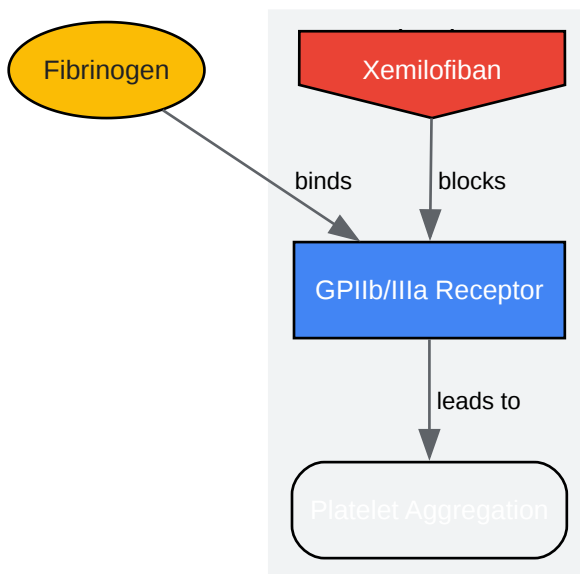 Fibrinogen
Xemilofiban
binds
blocks
GPIIb/IIIa Receptor
leads to
Platelet Aggregation